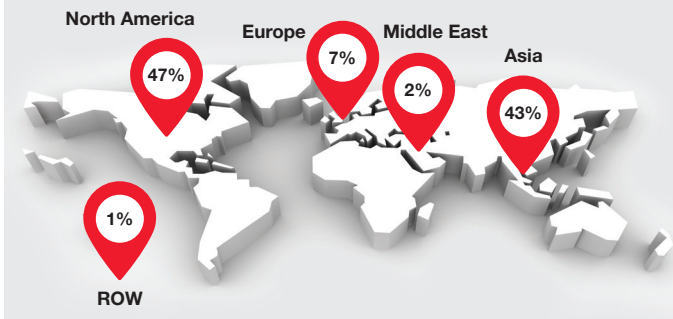 North America
47%
Europe
7%
Middle East
2%
Asia
43%
1%
ROW